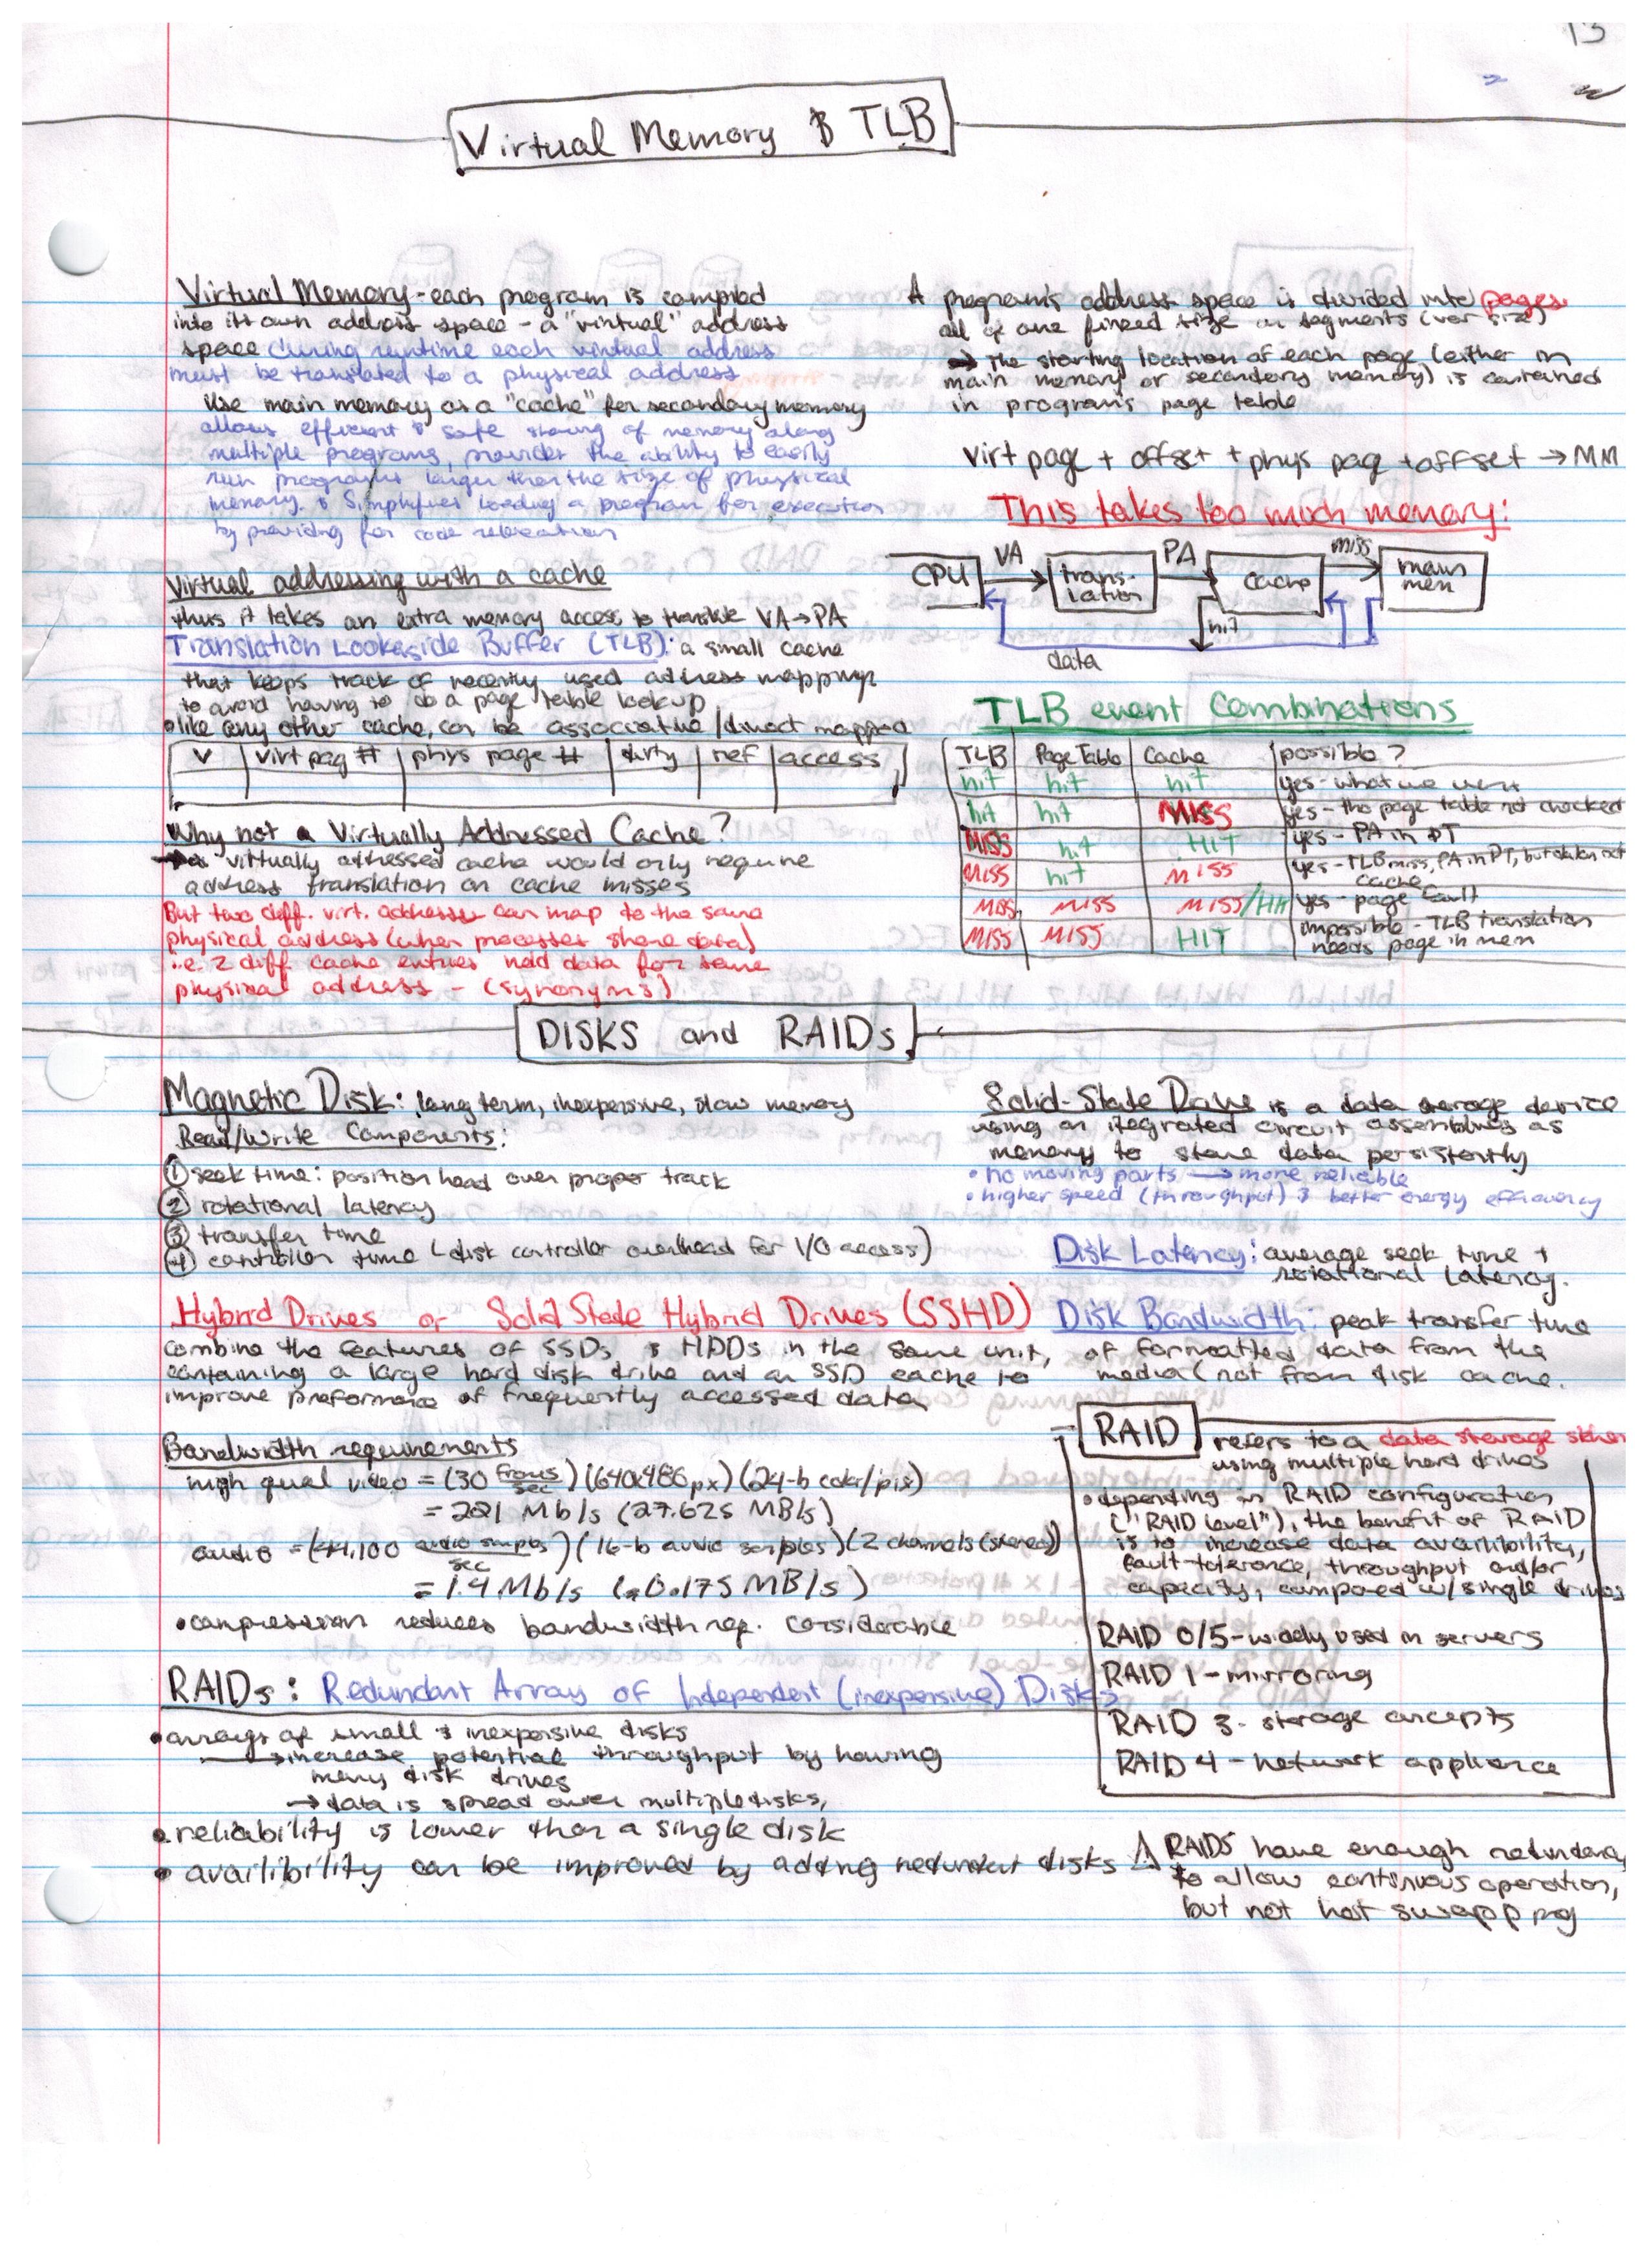 13
Virtual Memory & TLB
Virtual Memory - each program is compiled
into its own address space - a "virtual" address
space during runtime each virtual address
must be translated to a physical address
Use main memory as a "cache" for secondary memory
allows efficient & safe sharing of memory along
multiple programs, provides the ability to easily
run programs larger than the size of physical
memory. & Simplyfies loading a program for execution
by providing for code relocation
A program's address space is divided into pages
all of one fixed size or segments (var size)
→ the starting location of each page (either in
main memory or secondary memory) is contained
in program's page table
virt page + offset + phys pag + offset → MM
This takes too much memory:
CPU VA trans- PA cache miss main
lation mem
hit
data
Virtual addressing with a cache
thus it takes an extra memory access to translate VA→PA
Translation Lookaside Buffer (TLB): a small cache
that keeps track of recently used address mappings
to avoid having to do a page table lookup
• like any other cache, can be associative / direct mapped
V | virt pag # | phys page # | dirty | ref | access
TLB event Combinations
TLB | Page Table | Cache | possible?
hit | hit | hit | yes - what we want
hit | hit | MISS | yes - the page table not checked
MISS | hit | HIT | yes - PA in PT
MISS | hit | MISS | yes - TLB miss, PA in PT, but data not
cache
MISS | MISS | MISS/HIT | yes - page fault
MISS | MISS | HIT | impossible - TLB translation
needs page in mem
Why not a Virtually Addressed Cache?
→ a virtually addressed cache would only require
address translation on cache misses
But two diff. virt. addresses can map to the same
physical address (when processes share data)
i.e. 2 diff cache entries hold data for same
physical address - (synonyms)
DISKS and RAIDs
Magnetic Disk: long term, inexpensive, slow memory
Read/Write Components:
① seek time: position head over proper track
② rotational latency
③ transfer time
④ controller time (disk controller overhead for I/O access)
Solid-State Drive is a data storage device
using an itegrated circuit assemblings as
memory to store data persistently
• no moving parts → more reliable
• higher speed (throughput) & better energy efficiency
Disk Latency: average seek time +
rotational latency.
Hybrid Drives or Solid State Hybrid Drives (SSHD)
combine the features of SSDs & HDDs in the same unit,
containing a large hard disk drive and an SSD cache to
improve preformance of frequently accessed data
Disk Bandwidth: peak transfer time
of formatted data from the
media (not from disk cache.
Bandwidth requirements
high qual video = (30 frames/sec) (640x480 px) (24-b color/pix)
= 221 Mb/s (27.625 MB/s)
audio = (44,100 audio samples/sec) (16-b audio samples) (2 channels (stereo))
= 1.4 Mb/s (0.175 MB/s)
• compression reduces bandwidth req. considerable
RAID refers to a data storage
using multiple hard drives
• depending in RAID configuration
("RAID level"), the benefit of RAID
is to increase data availibility,
fault-tolerance, throughput and/or
capacity, compared w/ single drives
RAID 0/5 - widely used in servers
RAID 1 - mirroring
RAID 3 - storage concepts
RAID 4 - network appliance
RAIDs: Redundant Array of Independent (inexpensive) Disks
• arrays of small & inexpensive disks
→ increase potential throughput by having
many disk drives
→ data is spread over multiple disks,
• reliability is lower than a single disk
• availibility can be improved by adding redundant disks
RAIDS have enough redundancy
to allow continuous operation,
but not hot swapping